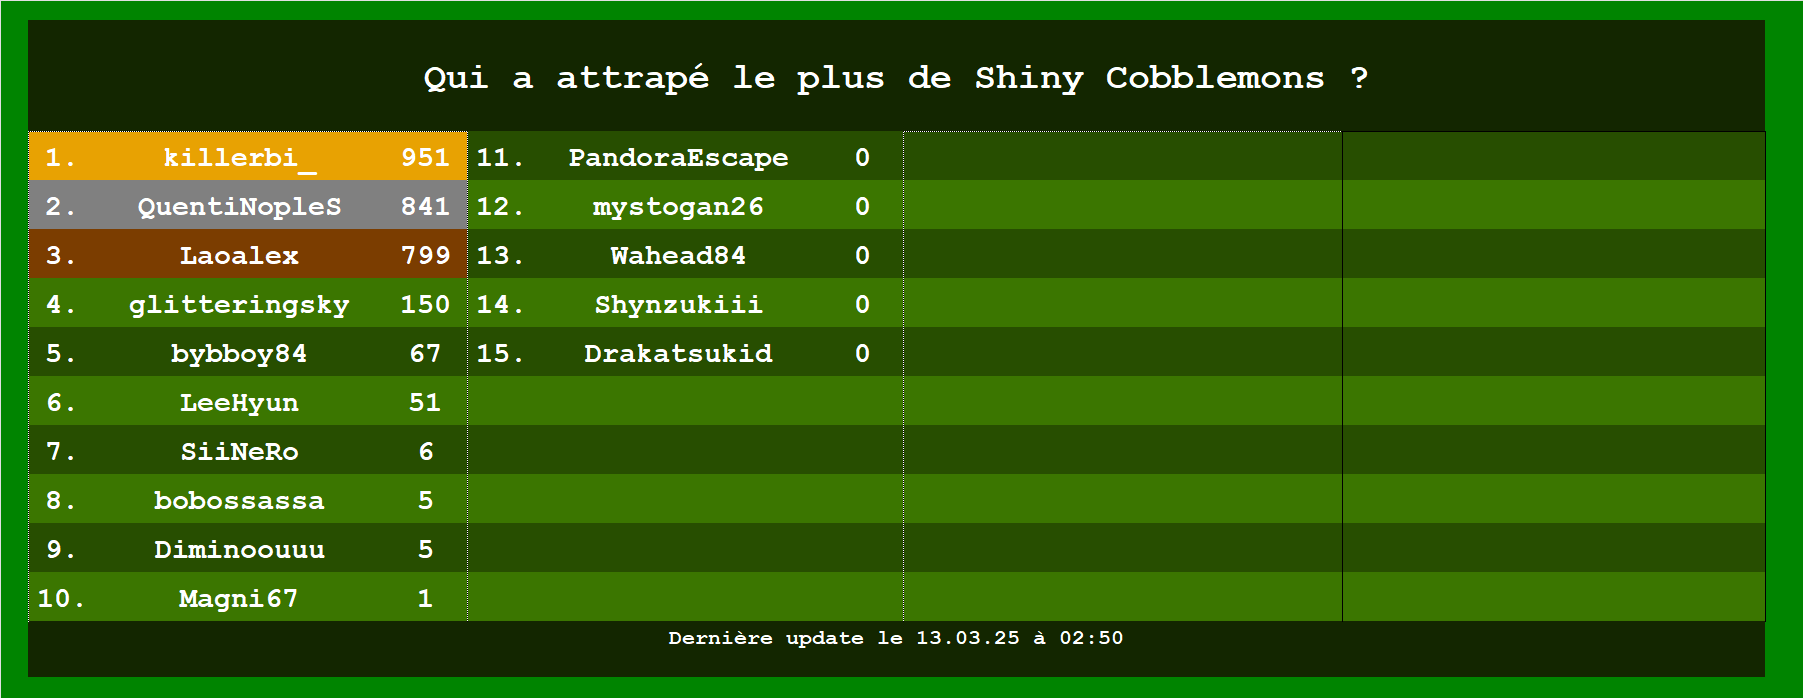 Qui a attrapé le plus de Shiny Cobblemons ?
1. killerbi_ 951
2. QuentiNopleS 841
3. Laoalex 799
4. glitteringsky 150
5. bybboy84 67
6. LeeHyun 51
7. SiiNeRo 6
8. bobossassa 5
9. Diminoouuu 5
10. Magni67 1
11. PandoraEscape 0
12. mystogan26 0
13. Wahead84 0
14. Shynzukiii 0
15. Drakatsukid 0
Dernière update le 13.03.25 à 02:50